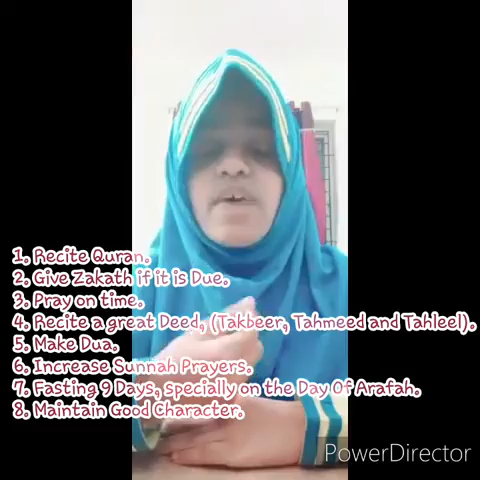 1. Recite Quran.
2. Give Zakath if it is Due.
3. Pray on time.
4. Recite a great Deed, (Takbeer, Tahmeed and Tahleel).
5. Make Dua.
6. Increase Sunnah Prayers.
7. Fasting 9 Days, specially on the Day Of Arafah.
8. Maintain Good Character.
PowerDirector